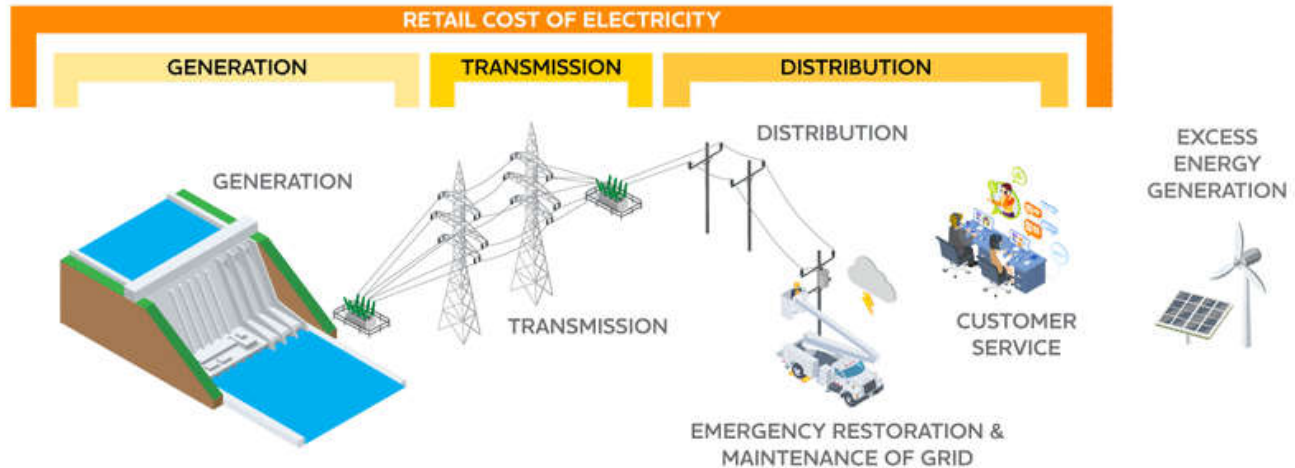 RETAIL COST OF ELECTRICITY
GENERATION
TRANSMISSION
DISTRIBUTION
GENERATION
TRANSMISSION
DISTRIBUTION
EMERGENCY RESTORATION &
MAINTENANCE OF GRID
CUSTOMER
SERVICE
EXCESS
ENERGY
GENERATION